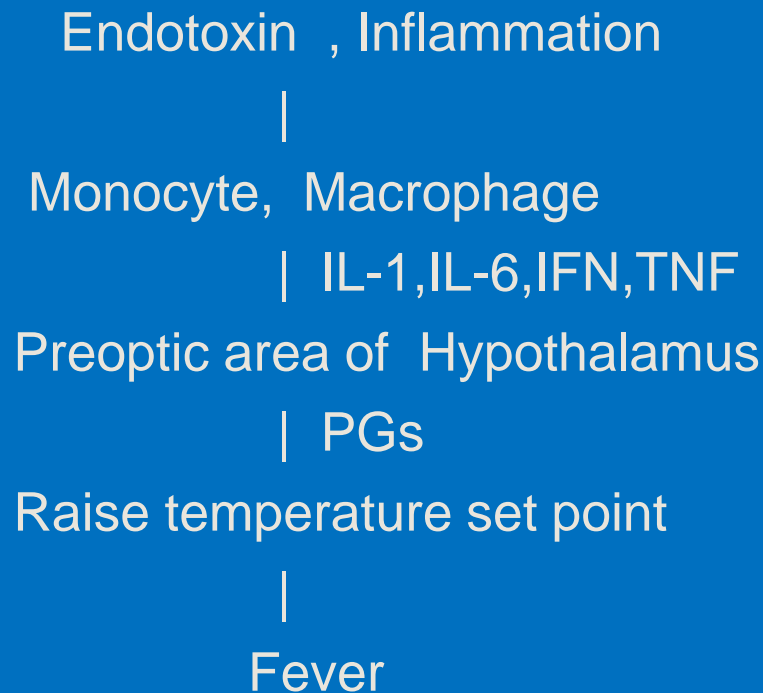 Endotoxin , Inflammation
|
Monocyte, Macrophage
| IL-1,IL-6,IFN,TNF
Preoptic area of Hypothalamus
| PGs
Raise temperature set point
|
Fever